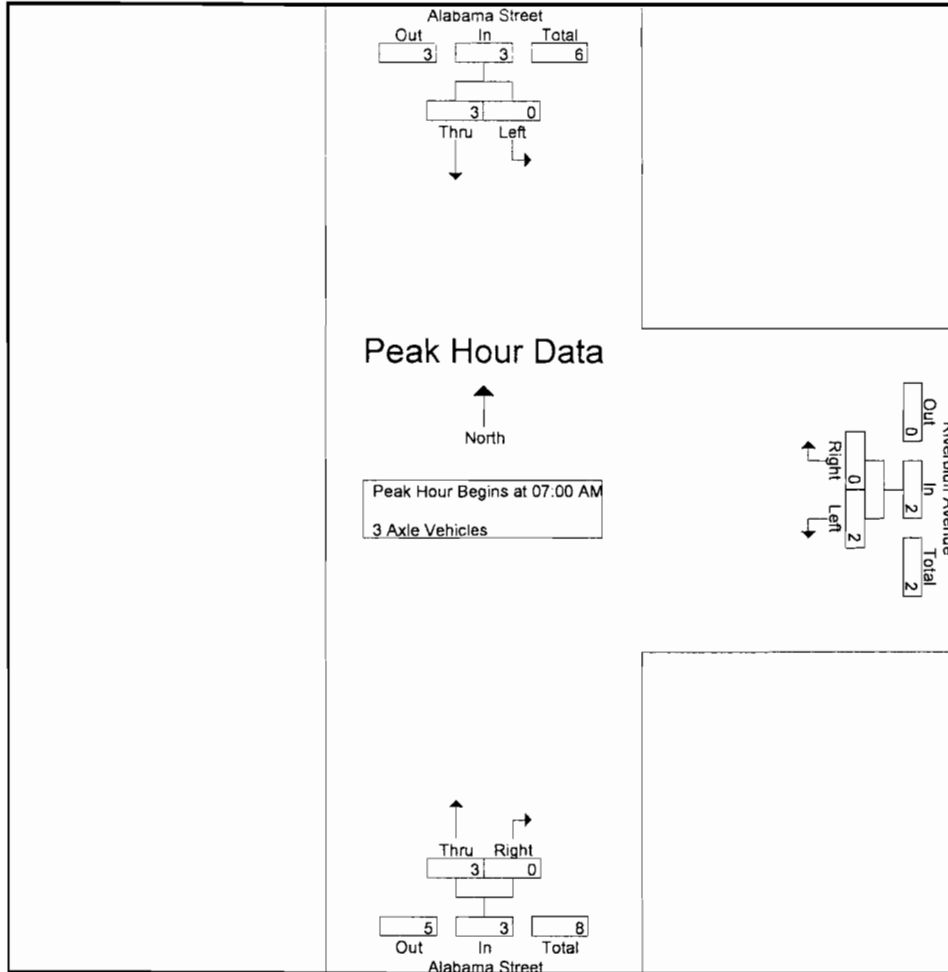 Alabama Street
Out In Total
3 3 6
3 0
Thru Left
Peak Hour Data
North
Peak Hour Begins at 07:00 AM
3 Axle Vehicles
Out In Total
0 2 2
Right Left
0 2
Avenue
Thru Right
3 0
5 3 8
Out In Total
Alabama Street